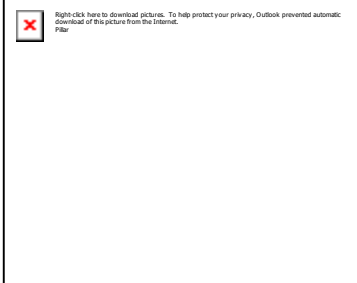 Right-click here to download pictures.  To help protect your privacy, Outlook prevented automatic
download of this picture from the Internet.
Pillar